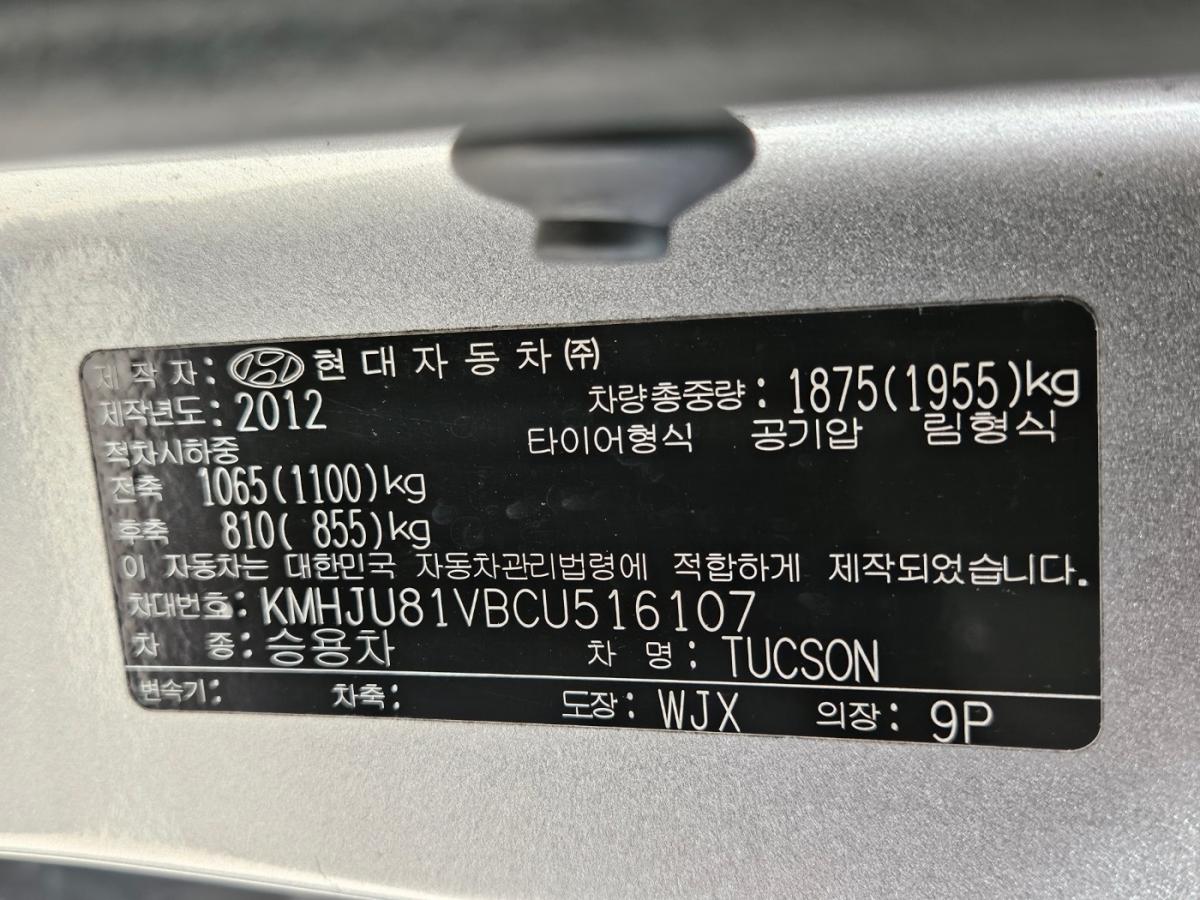 제작자: 현대자동차(주)
제작년도: 2012 차량총중량: 1875(1955)kg
적차시하중 타이어형식 공기압 림형식
전축 1065(1100)kg
후축 810( 855)kg
이 자동차는 대한민국 자동차관리법령에 적합하게 제작되었습니다.
차대번호: KMHJU81VBCU516107
차 종: 승용차 차 명: TUCSON
변속기: 차축: 도장: WJX 의장: 9P